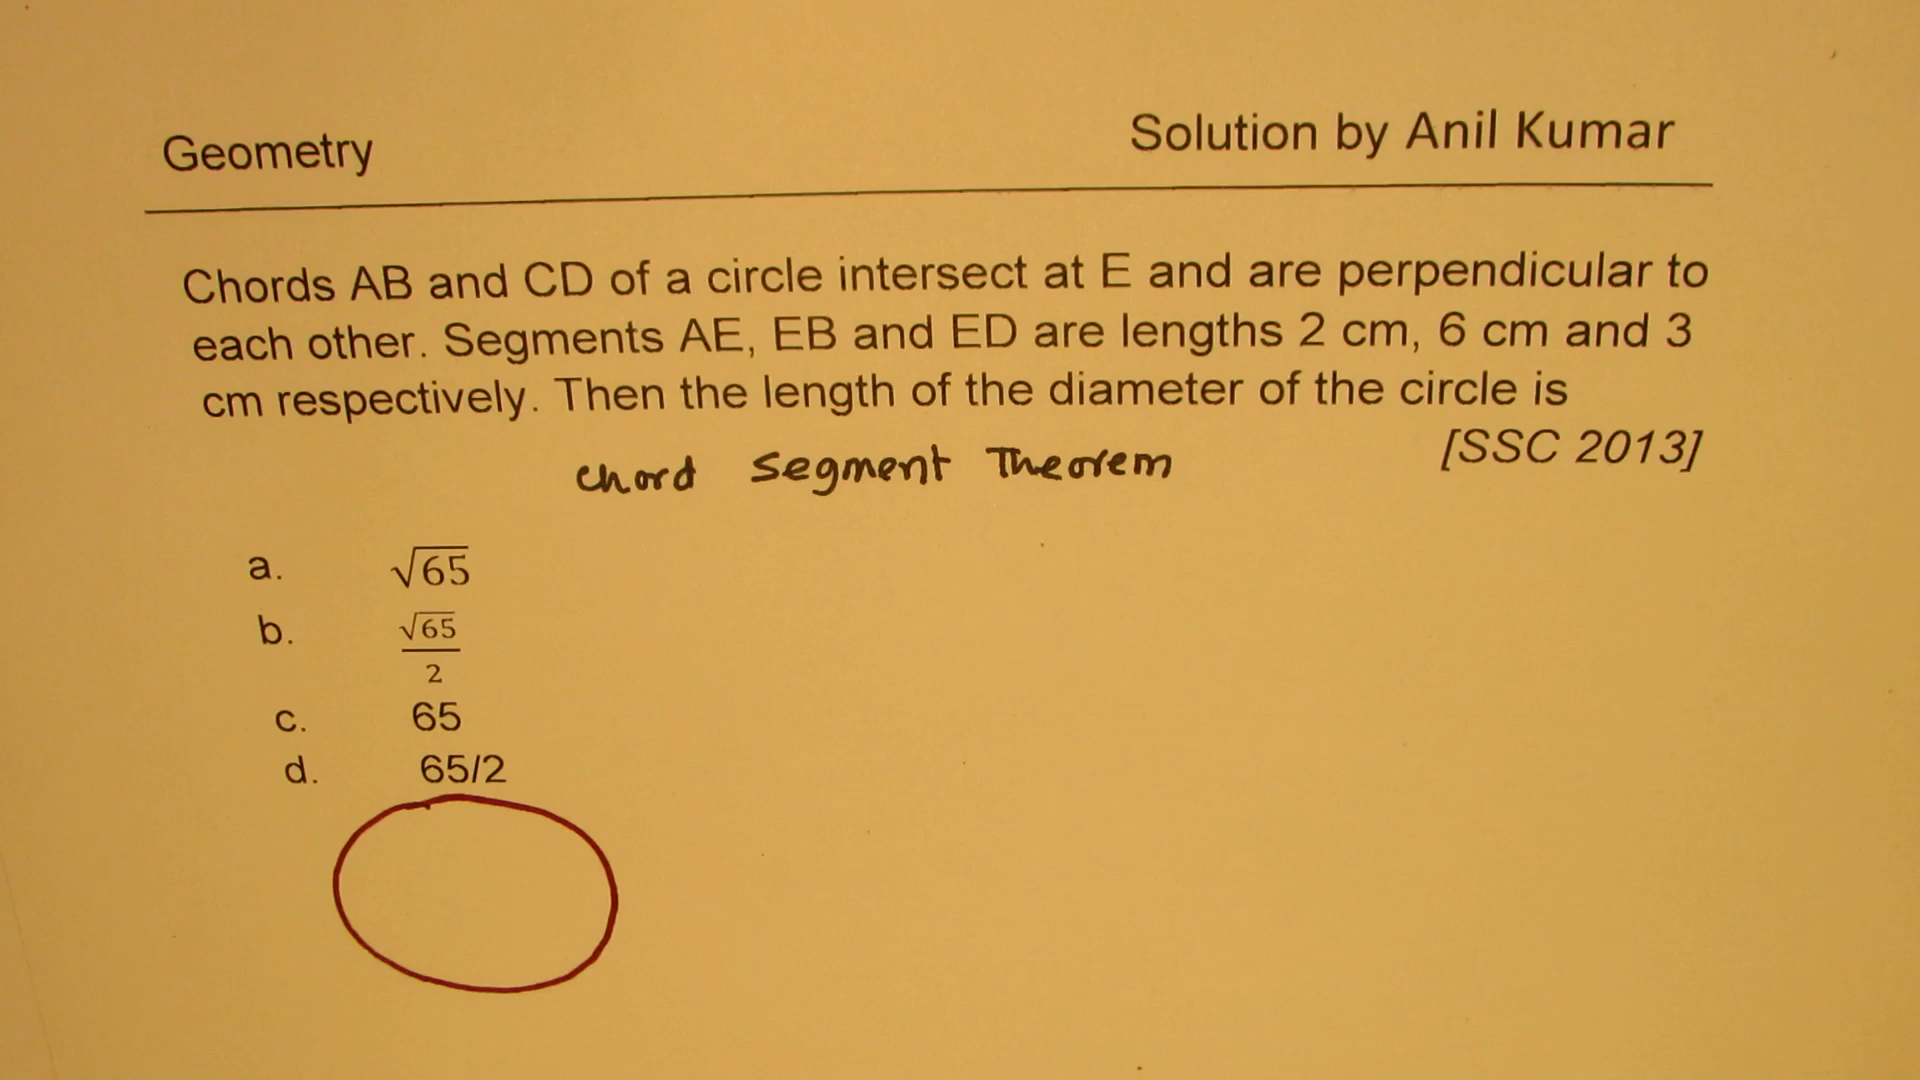 Geometry
Solution by Anil Kumar
Chords AB and CD of a circle intersect at E and are perpendicular to
each other. Segments AE, EB and ED are lengths 2 cm, 6 cm and 3
cm respectively. Then the length of the diameter of the circle is
[SSC 2013]
Chord Segment Theorem
a. √65
b. √65/2
c. 65
d. 65/2